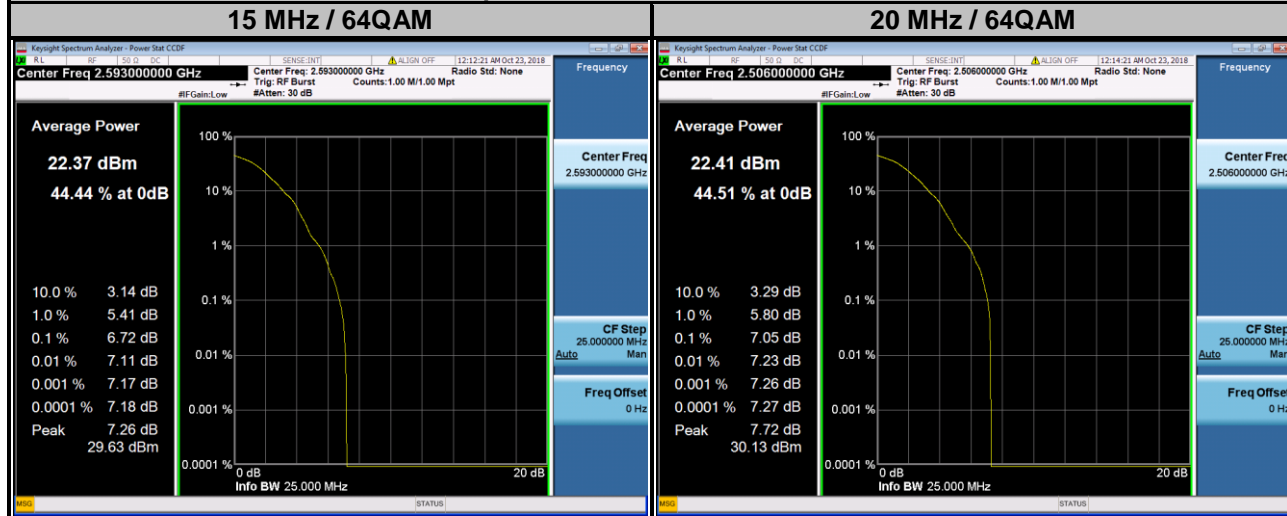 15 MHz / 64QAM
Keysight Spectrum Analyzer - Power Stat CCDF
RL RF 50 Ω DC SENSE:INT ALIGN OFF 12:12:21 AM Oct 23, 2018
Center Freq 2.593000000 GHz
Center Freq: 2.593000000 GHz Radio Std: None
Trig: RF Burst Counts:1.00 M/1.00 Mpt
#IFGain:Low #Atten: 30 dB
Frequency
Average Power
22.37 dBm
44.44 % at 0dB
10.0 % 3.14 dB
1.0 % 5.41 dB
0.1 % 6.72 dB
0.01 % 7.11 dB
0.001 % 7.17 dB
0.0001 % 7.18 dB
Peak 7.26 dB
29.63 dBm
100 %
10 %
1 %
0.1 %
0.01 %
0.001 %
0.0001 %
0 dB 20 dB
Info BW 25.000 MHz
Center Freq
2.593000000 GHz
CF Step
25.000000 MHz
Auto Man
Freq Offset
0 Hz
MSG STATUS
20 MHz / 64QAM
Keysight Spectrum Analyzer - Power Stat CCDF
RL RF 50 Ω DC SENSE:INT ALIGN OFF 12:14:21 AM Oct 23, 2018
Center Freq 2.506000000 GHz
Center Freq: 2.506000000 GHz Radio Std: None
Trig: RF Burst Counts:1.00 M/1.00 Mpt
#IFGain:Low #Atten: 30 dB
Frequency
Average Power
22.41 dBm
44.51 % at 0dB
10.0 % 3.29 dB
1.0 % 5.80 dB
0.1 % 7.05 dB
0.01 % 7.23 dB
0.001 % 7.26 dB
0.0001 % 7.27 dB
Peak 7.72 dB
30.13 dBm
100 %
10 %
1 %
0.1 %
0.01 %
0.001 %
0.0001 %
0 dB 20 dB
Info BW 25.000 MHz
Center Freq
2.506000000 GHz
CF Step
25.000000 MHz
Auto Man
Freq Offset
0 Hz
MSG STATUS